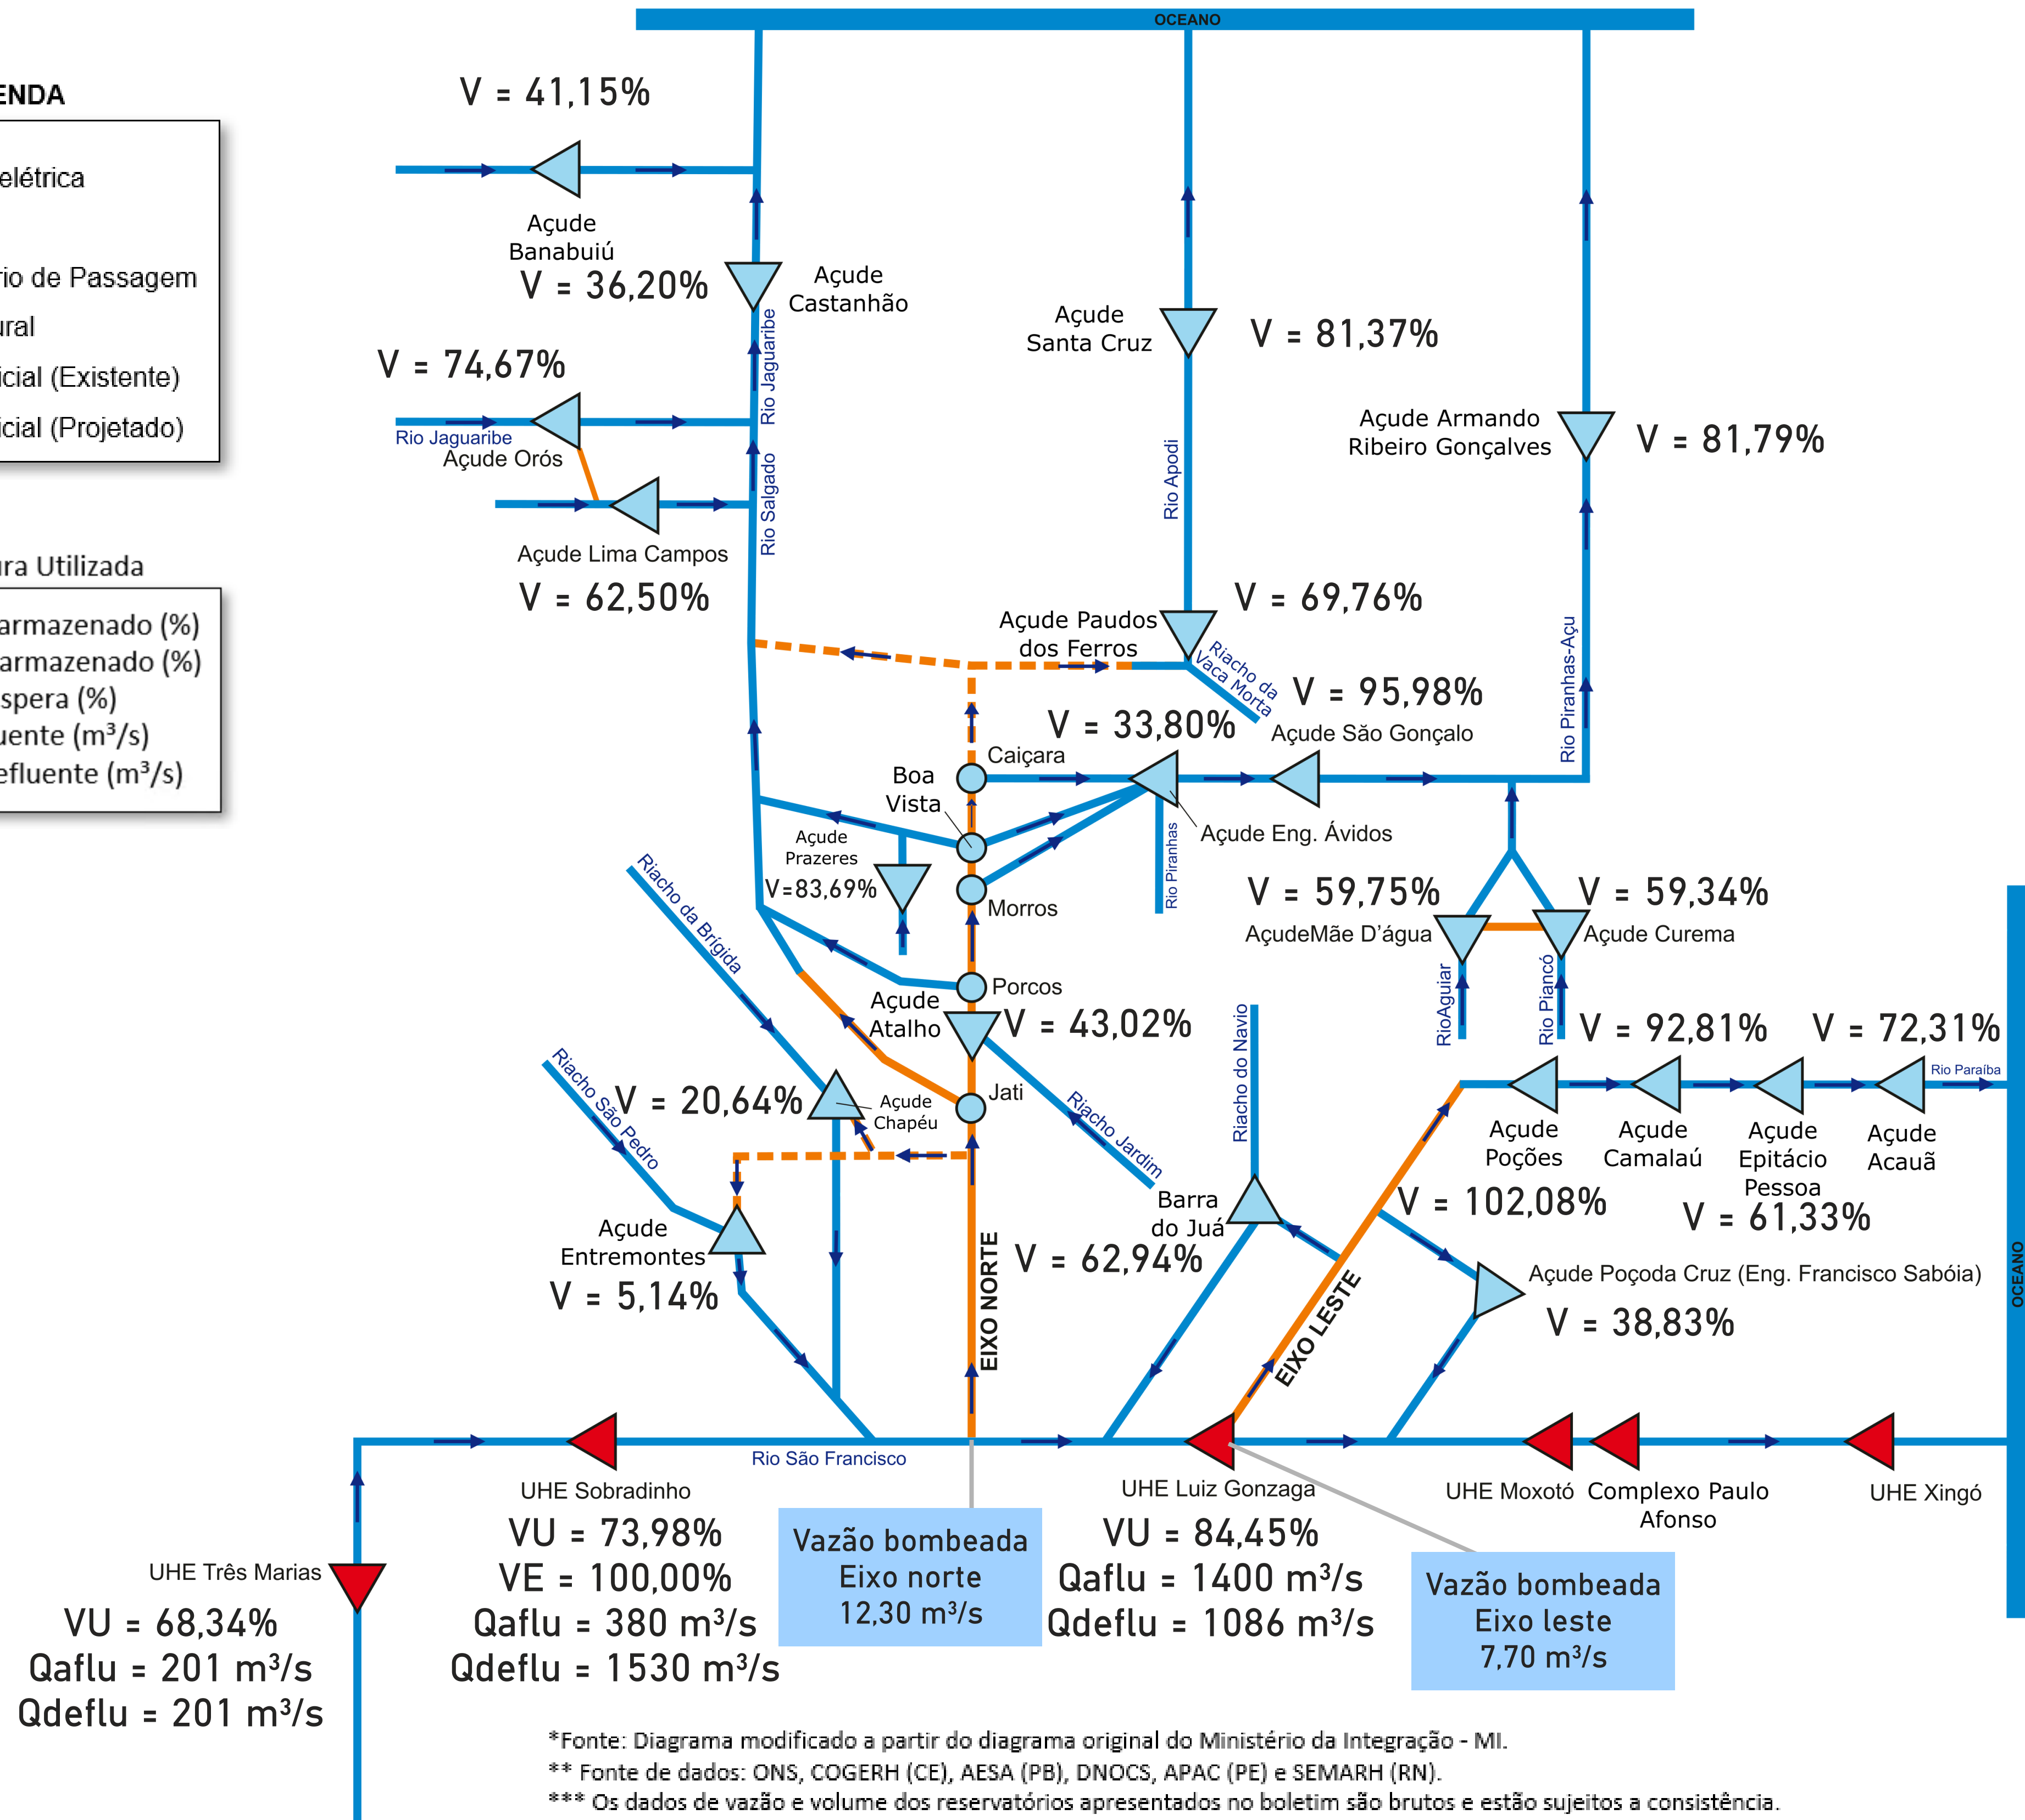 OCEANO
ENDA
elétrica
rio de Passagem
ural
icial (Existente)
icial (Projetado)
ura Utilizada
armazenado (%)
armazenado (%)
spera (%)
uente (m³/s)
efluente (m³/s)
V = 41,15%
Açude
Banabuiú
V = 36,20%
Açude
Castanhão
Rio Jaguaribe
V = 74,67%
Rio Jaguaribe
Açude Orós
Rio Salgado
Açude Lima Campos
V = 62,50%
Açude
Santa Cruz
V = 81,37%
Rio Apodi
Açude Armando
Ribeiro Gonçalves
V = 81,79%
Açude Paudos
dos Ferros
V = 69,76%
Riacho da
Vaca Morta
Rio Piranhas-Açu
V = 95,98%
Açude São Gonçalo
V = 33,80%
Caiçara
Boa
Vista
Açude Eng. Ávidos
Rio Piranhas
Açude
Prazeres
V=83,69%
Morros
Riacho da Brígida
V = 59,75%
AçudeMãe D'água
V = 59,34%
Açude Curema
RioAguiar
Rio Piancó
Porcos
Açude
Atalho
V = 43,02%
Riacho São Pedro
V = 20,64%
Açude
Chapéu
Jati
Riacho Jardim
Riacho do Navio
V = 92,81%
V = 72,31%
Rio Paraíba
Açude
Poções
Açude
Camalaú
Açude
Epitácio
Pessoa
Açude
Acauã
V = 102,08%
V = 61,33%
Barra
do Juá
V = 62,94%
Açude
Entremontes
V = 5,14%
EIXO NORTE
EIXO LESTE
Açude Poçoda Cruz (Eng. Francisco Sabóia)
V = 38,83%
OCEANO
Rio São Francisco
UHE Sobradinho
VU = 73,98%
VE = 100,00%
Qaflu = 380 m³/s
Qdeflu = 1530 m³/s
Vazão bombeada
Eixo norte
12,30 m³/s
UHE Luiz Gonzaga
VU = 84,45%
Qaflu = 1400 m³/s
Qdeflu = 1086 m³/s
Vazão bombeada
Eixo leste
7,70 m³/s
UHE Moxotó
Complexo Paulo
Afonso
UHE Xingó
UHE Três Marias
VU = 68,34%
Qaflu = 201 m³/s
Qdeflu = 201 m³/s
*Fonte: Diagrama modificado a partir do diagrama original do Ministério da Integração - MI.
** Fonte de dados: ONS, COGERH (CE), AESA (PB), DNOCS, APAC (PE) e SEMARH (RN).
*** Os dados de vazão e volume dos reservatórios apresentados no boletim são brutos e estão sujeitos a consistência.